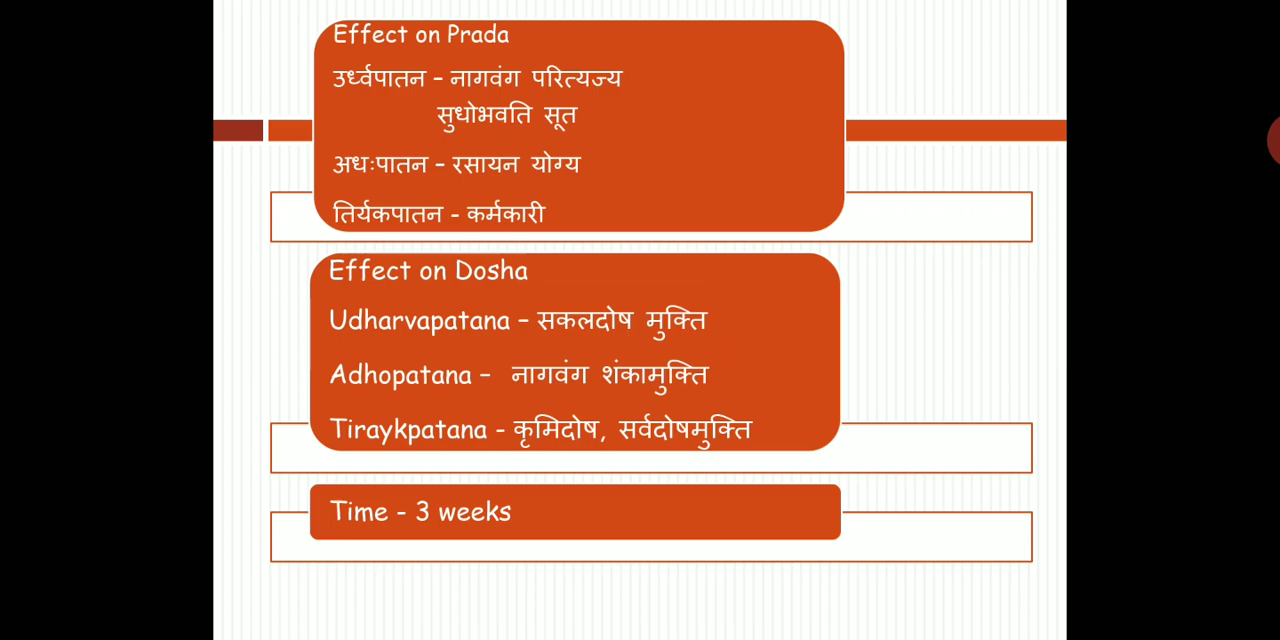 Effect on Prada
उर्ध्वपातन – नागवंग परित्यज्य
सुधोभवति सूत
अधःपातन – रसायन योग्य
तिर्यकपातन - कर्मकारी
Effect on Dosha
Udharvapatana – सकलदोष मुक्ति
Adhopatana – नागवंग शंकामुक्ति
Tiraykpatana - कृमिदोष, सर्वदोषमुक्ति
Time - 3 weeks